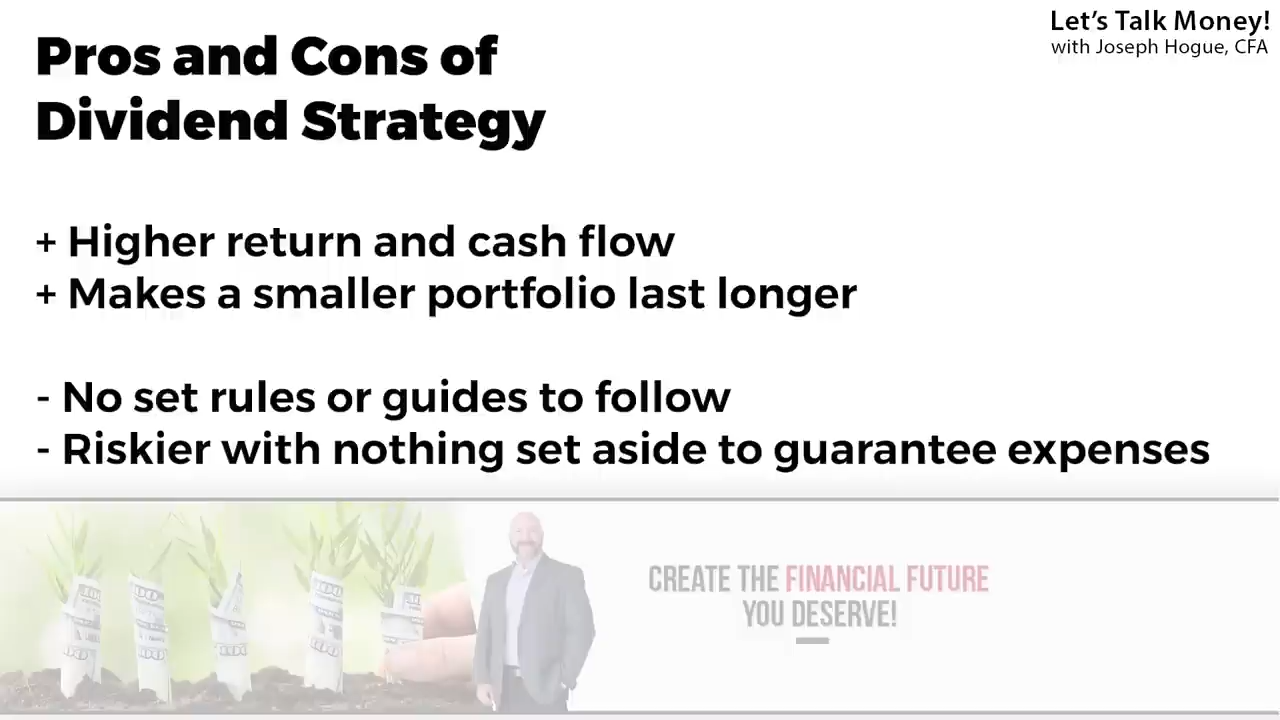 Let's Talk Money!
with Joseph Hogue, CFA
Pros and Cons of
Dividend Strategy
+ Higher return and cash flow
+ Makes a smaller portfolio last longer
- No set rules or guides to follow
- Riskier with nothing set aside to guarantee expenses
CREATE THE FINANCIAL FUTURE
YOU DESERVE!